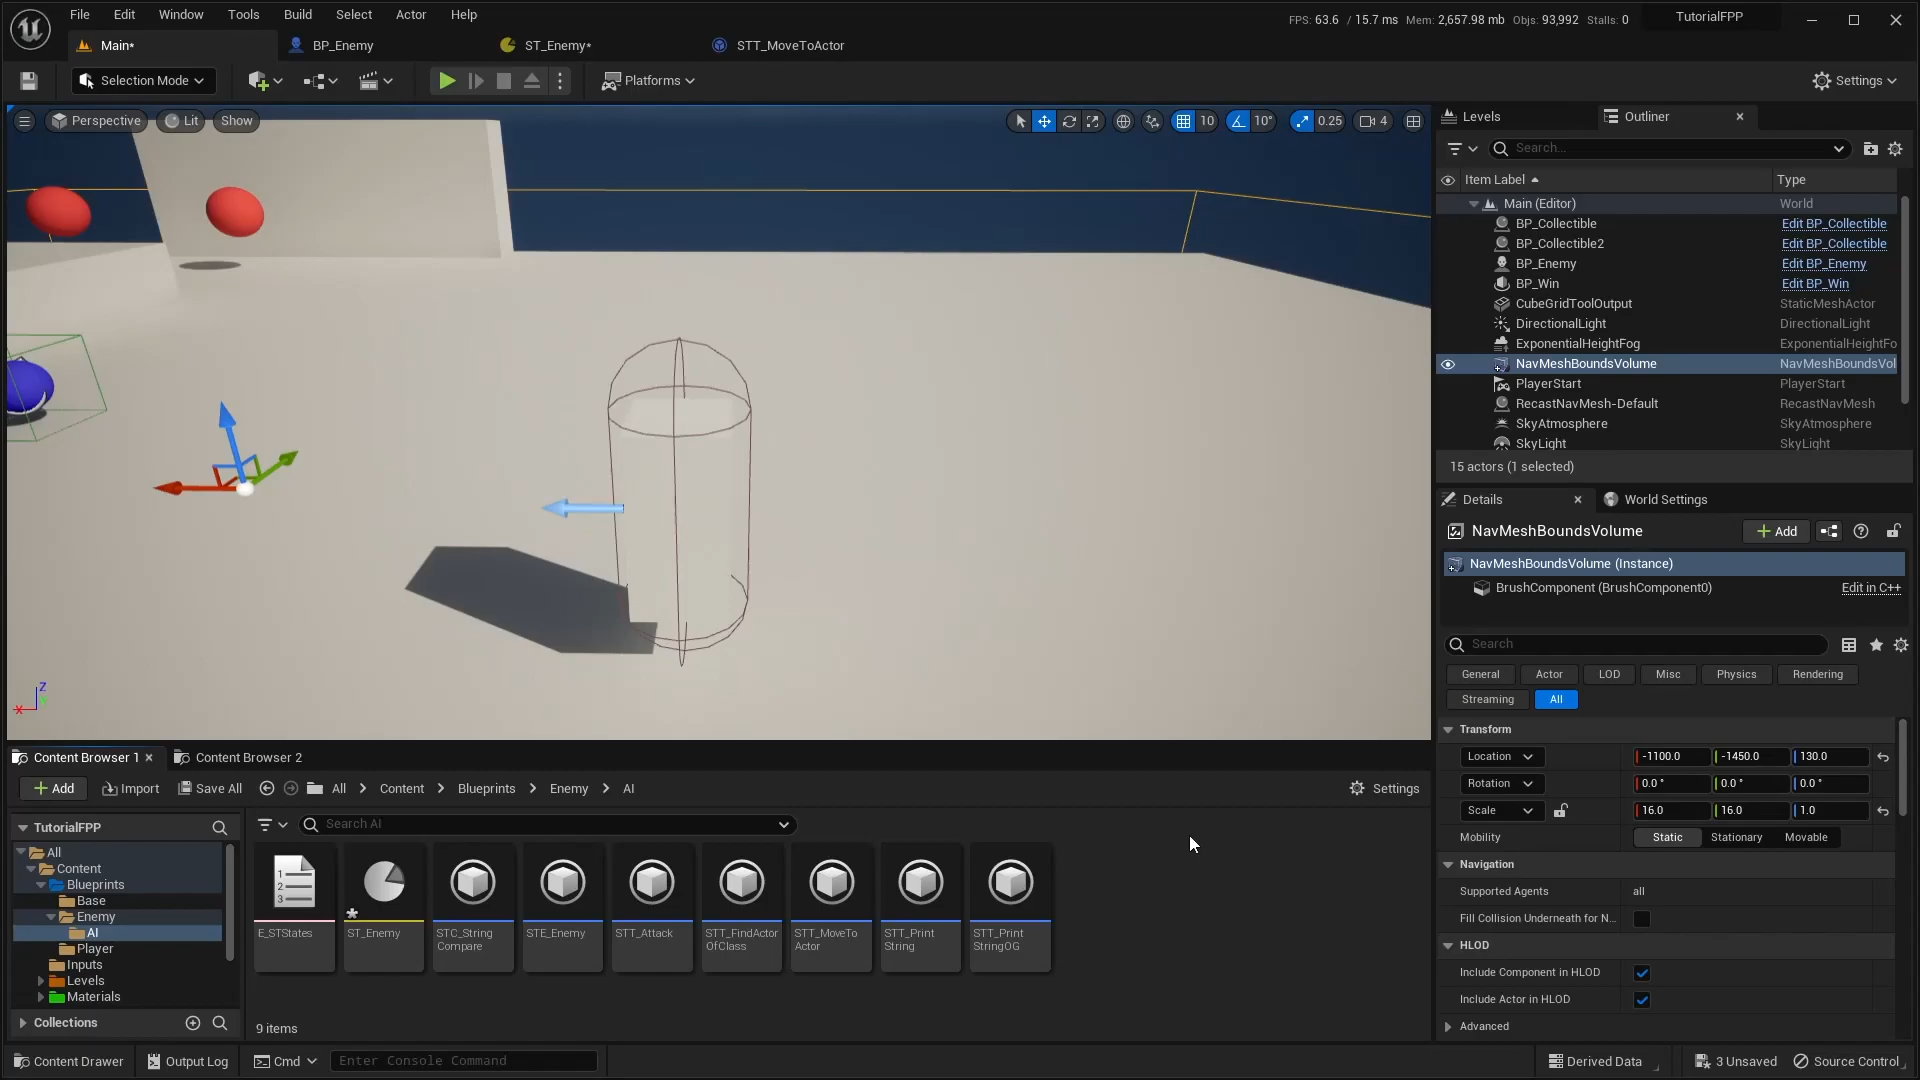 File Edit Window Tools Build Select Actor Help
FPS: 63.6 / 15.7 ms Mem: 2,657.98 mb Objs: 93,992 Stalls: 0
TutorialFPP
Main* BP_Enemy ST_Enemy* STT_MoveToActor
Selection Mode Platforms Settings
Perspective Lit Show
10 10° 0.25 4
Z
X
Levels Outliner
Search...
Item Label Type
Main (Editor) World
BP_Collectible Edit BP_Collectible
BP_Collectible2 Edit BP_Collectible
BP_Enemy Edit BP_Enemy
BP_Win Edit BP_Win
CubeGridToolOutput StaticMeshActor
DirectionalLight DirectionalLight
ExponentialHeightFog ExponentialHeightFo
NavMeshBoundsVolume NavMeshBoundsVol
PlayerStart PlayerStart
RecastNavMesh-Default RecastNavMesh
SkyAtmosphere SkyAtmosphere
SkyLight SkyLight
15 actors (1 selected)
Details World Settings
NavMeshBoundsVolume Add
NavMeshBoundsVolume (Instance)
BrushComponent (BrushComponent0) Edit in C++
Search
General Actor LOD Misc Physics Rendering
Streaming All
Transform
Location -1100.0 -1450.0 130.0
Rotation 0.0 ° 0.0 ° 0.0 °
Scale 16.0 16.0 1.0
Mobility Static Stationary Movable
Navigation
Supported Agents all
Fill Collision Underneath for N...
HLOD
Include Component in HLOD
Include Actor in HLOD
Advanced
Content Browser 1 Content Browser 2
Add Import Save All All Content Blueprints Enemy AI Settings
TutorialFPP
All
Content
Blueprints
Base
Enemy
AI
Player
Inputs
Levels
Materials
Collections
Search AI
E_STStates
ST_Enemy
STC_String
Compare
STE_Enemy
STT_Attack
STT_FindActor
OfClass
STT_MoveTo
Actor
STT_Print
String
STT_Print
StringOG
9 items
Content Drawer Output Log Cmd Enter Console Command Derived Data 3 Unsaved Source Control